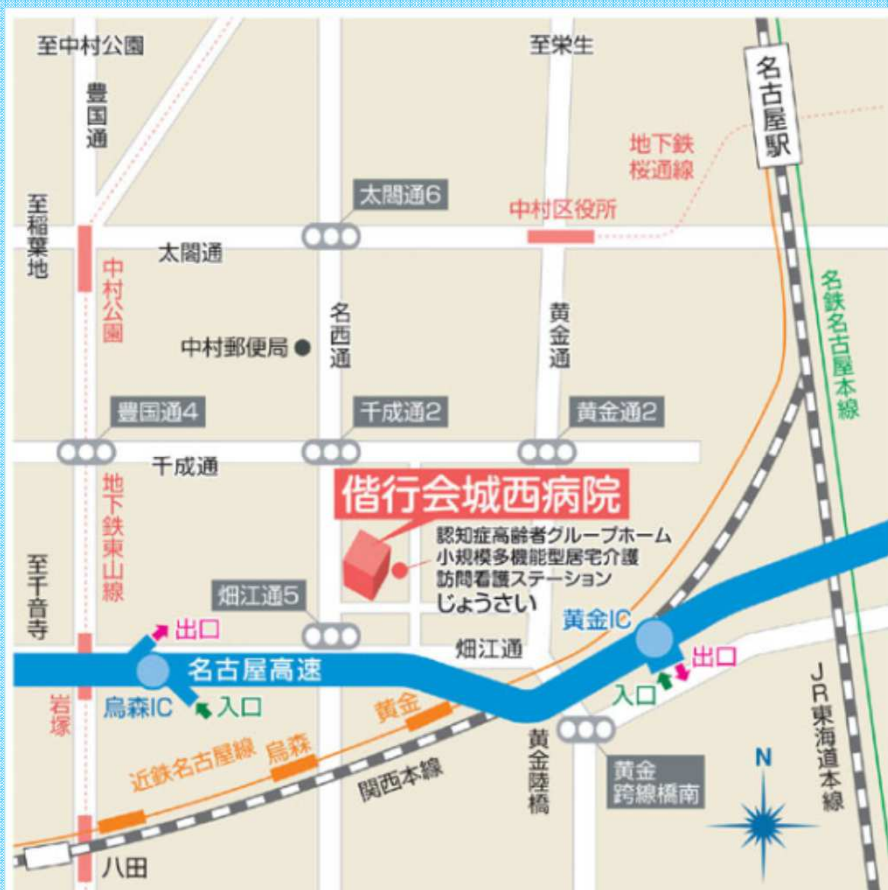 至中村公園
至栄生
豊国通
名古屋駅
地下鉄
桜通線
太閤通6
中村区役所
至稲葉地
太閤通
中村公園
名西通
黄金通
名鉄名古屋本線
中村郵便局
豊国通4
千成通2
黄金通2
千成通
地下鉄東山線
偕行会城西病院
認知症高齢者グループホーム
小規模多機能型居宅介護
訪問看護ステーション
じょうさい
至千音寺
畑江通5
黄金IC
出口
畑江通
出口
名古屋高速
入口
烏森IC
入口
岩塚
黄金
JR東海道本線
近鉄名古屋線
烏森
関西本線
黄金陸橋
黄金
跨線橋南
N
八田